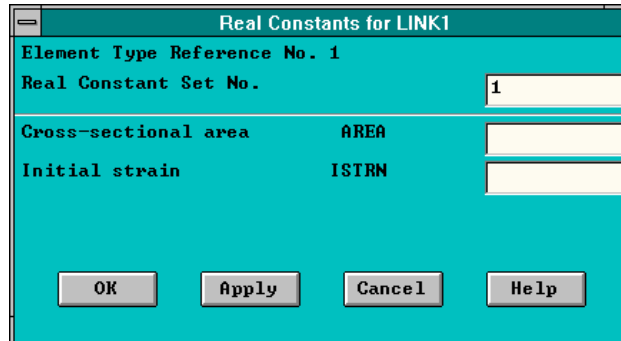 Real Constants for LINK1
Element Type Reference No. 1
Real Constant Set No. 1
Cross-sectional area AREA
Initial strain ISTRN
OK Apply Cancel Help